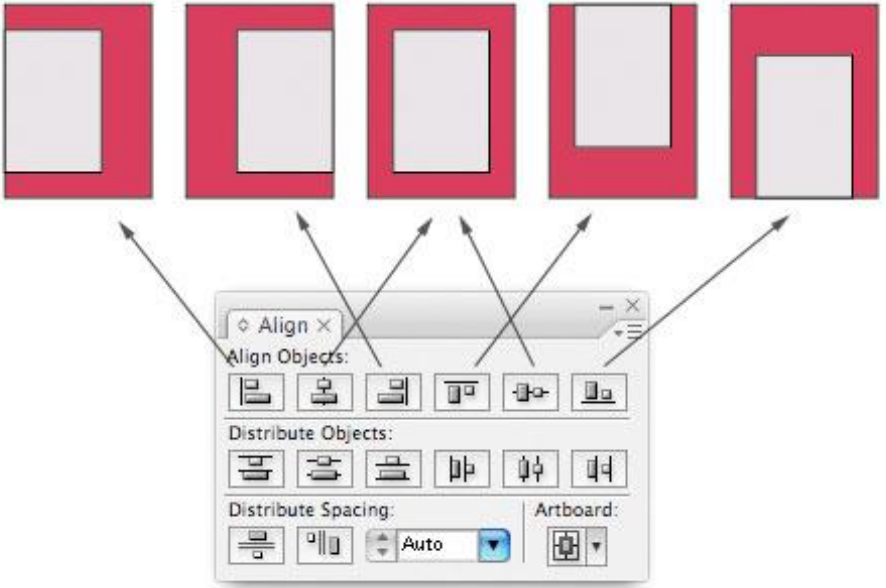 Align
Align Objects:
Distribute Objects:
Distribute Spacing:
Artboard:
Auto